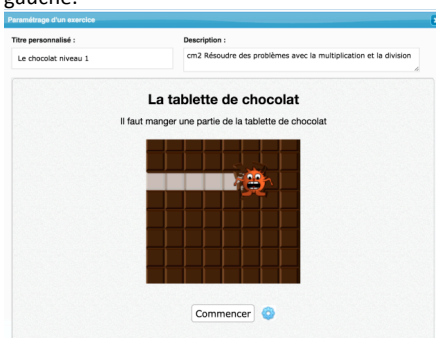 gauche.
Paramétrage d'un exercice
Titre personnalisé :
Description :
Le chocolat niveau 1
cm2 Résoudre des problèmes avec la multiplication et la division
La tablette de chocolat
Il faut manger une partie de la tablette de chocolat
Commencer